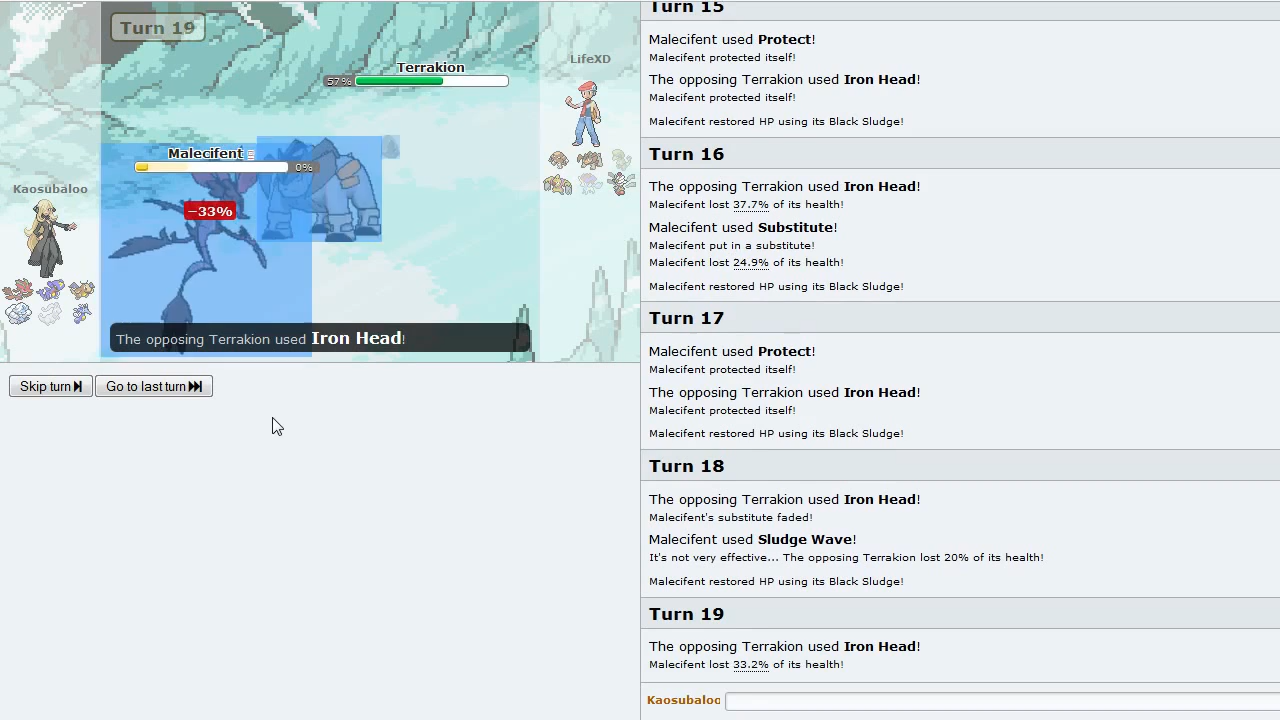 Turn 19
LifeXD
Terrakion
57%
Malecifent
0%
Kaosubaloo
−33%
The opposing Terrakion used Iron Head!
Skip turn
Go to last turn
Turn 15
Malecifent used Protect!
Malecifent protected itself!
The opposing Terrakion used Iron Head!
Malecifent protected itself!
Malecifent restored HP using its Black Sludge!
Turn 16
The opposing Terrakion used Iron Head!
Malecifent lost 37.7% of its health!
Malecifent used Substitute!
Malecifent put in a substitute!
Malecifent lost 24.9% of its health!
Malecifent restored HP using its Black Sludge!
Turn 17
Malecifent used Protect!
Malecifent protected itself!
The opposing Terrakion used Iron Head!
Malecifent protected itself!
Malecifent restored HP using its Black Sludge!
Turn 18
The opposing Terrakion used Iron Head!
Malecifent's substitute faded!
Malecifent used Sludge Wave!
It's not very effective... The opposing Terrakion lost 20% of its health!
Malecifent restored HP using its Black Sludge!
Turn 19
The opposing Terrakion used Iron Head!
Malecifent lost 33.2% of its health!
Kaosubaloo